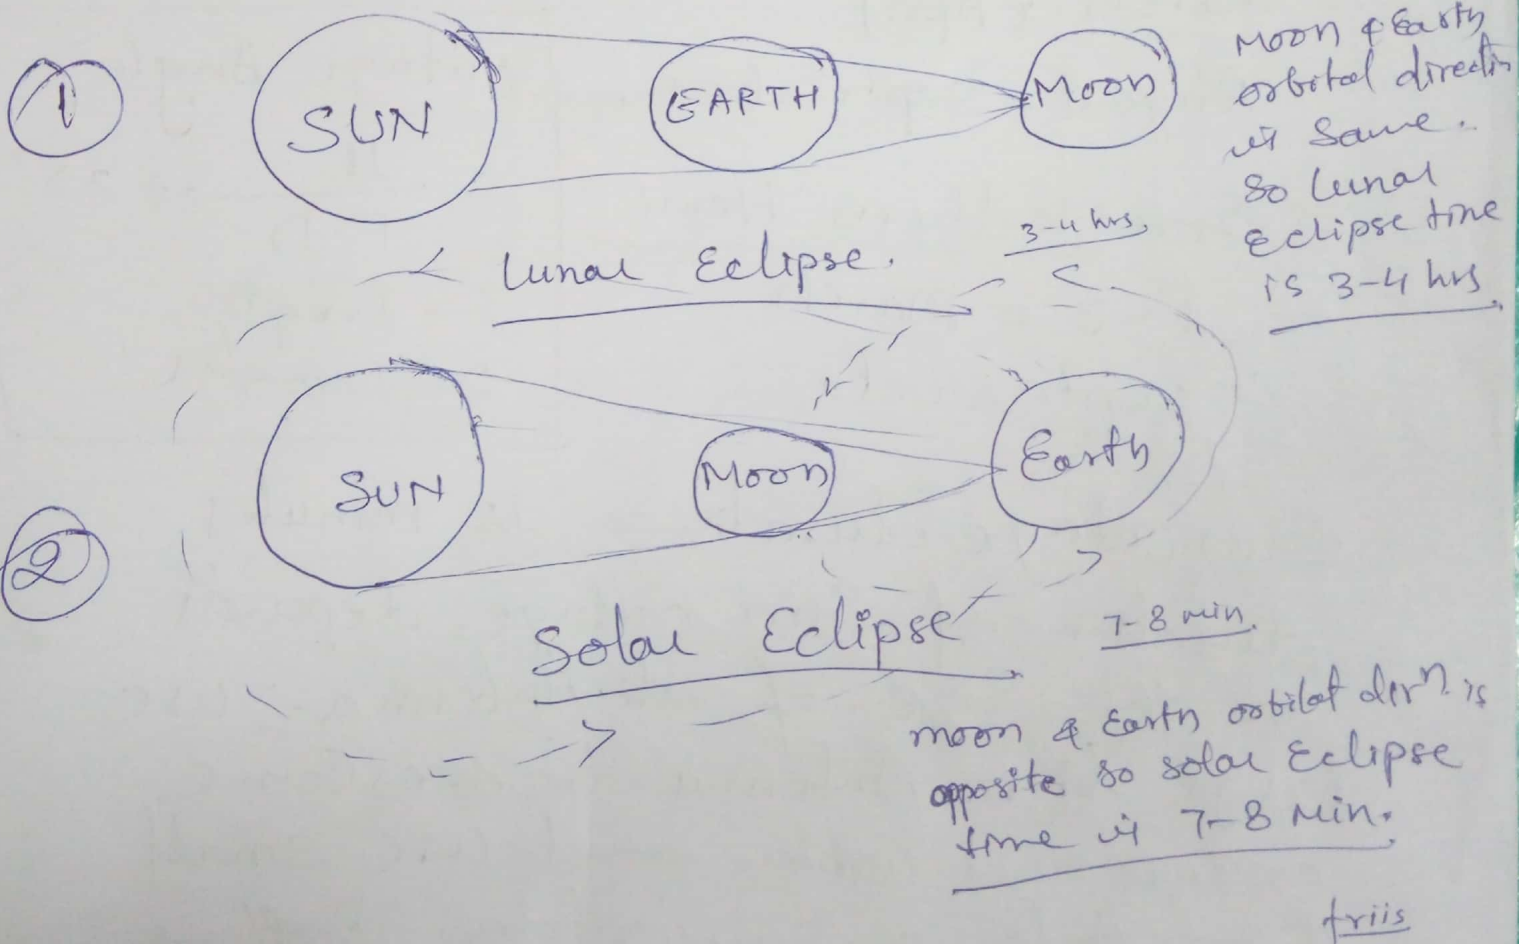 1
SUN
EARTH
Moon
Moon & Earth
orbital direction
is Same.
So lunar
Eclipse time
is 3-4 hrs.
3-4 hrs.
Lunar Eclipse.
2
SUN
Moon
Earth
Solar Eclipse
7-8 min.
moon & Earth orbital dirn. is
opposite so solar Eclipse
time is 7-8 Min.
friis